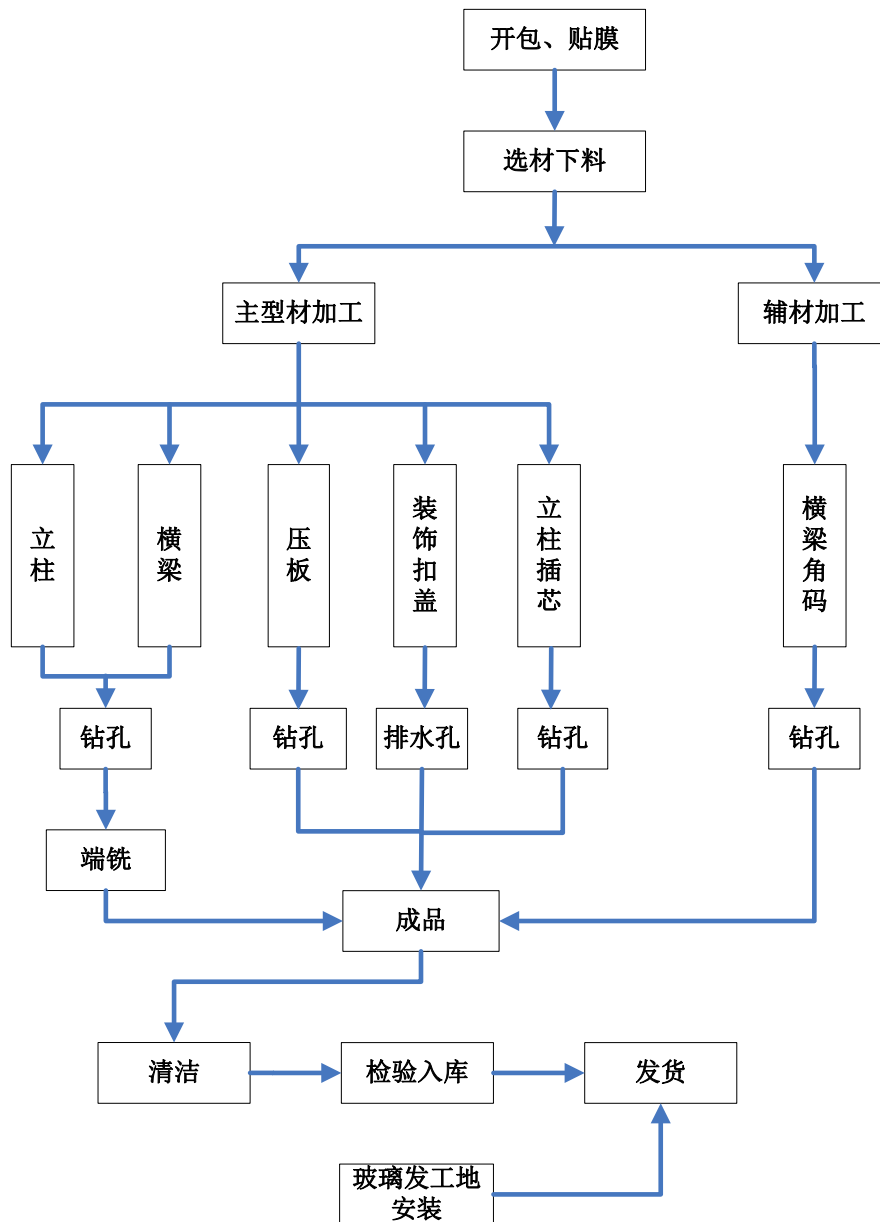 开包、贴膜
选材下料
主型材加工
辅材加工
立柱
横梁
压板
装饰扣盖
立柱插芯
横梁角码
钻孔
钻孔
排水孔
钻孔
钻孔
端铣
成品
清洁
检验入库
发货
玻璃发工地
安装